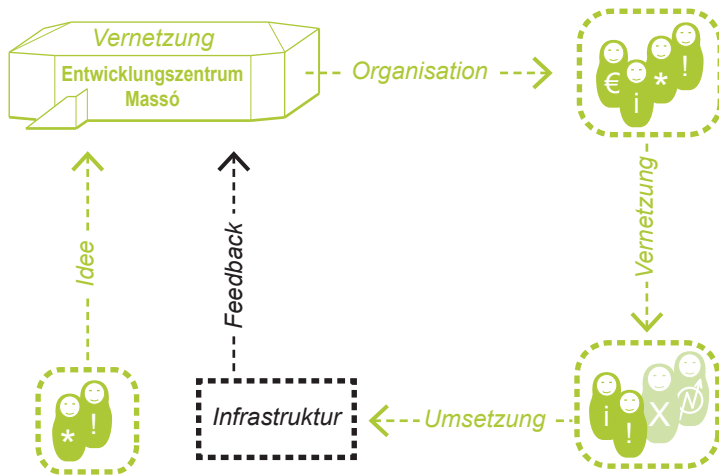 Vernetzung
Entwicklungszentrum
Massó
Organisation
€ i * !
Vernetzung
Idee
Feedback
* !
Infrastruktur
Umsetzung
i ! X